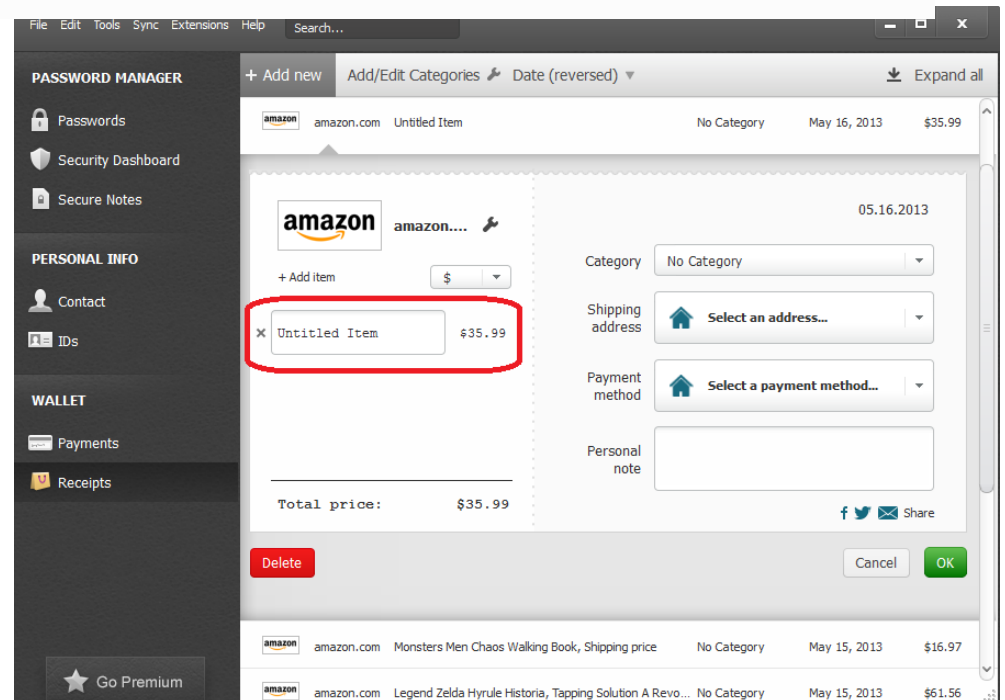 File Edit Tools Sync Extensions Help Search...
PASSWORD MANAGER
Passwords
Security Dashboard
Secure Notes
PERSONAL INFO
Contact
IDs
WALLET
Payments
Receipts
Go Premium
+ Add new Add/Edit Categories Date (reversed) Expand all
amazon amazon.com Untitled Item No Category May 16, 2013 $35.99
amazon amazon....
+ Add item $
× Untitled Item $35.99
Total price: $35.99
05.16.2013
Category No Category
Shipping address Select an address...
Payment method Select a payment method...
Personal note
f Share
Delete Cancel OK
amazon amazon.com Monsters Men Chaos Walking Book, Shipping price No Category May 15, 2013 $16.97
amazon amazon.com Legend Zelda Hyrule Historia, Tapping Solution A Revo... No Category May 15, 2013 $61.56